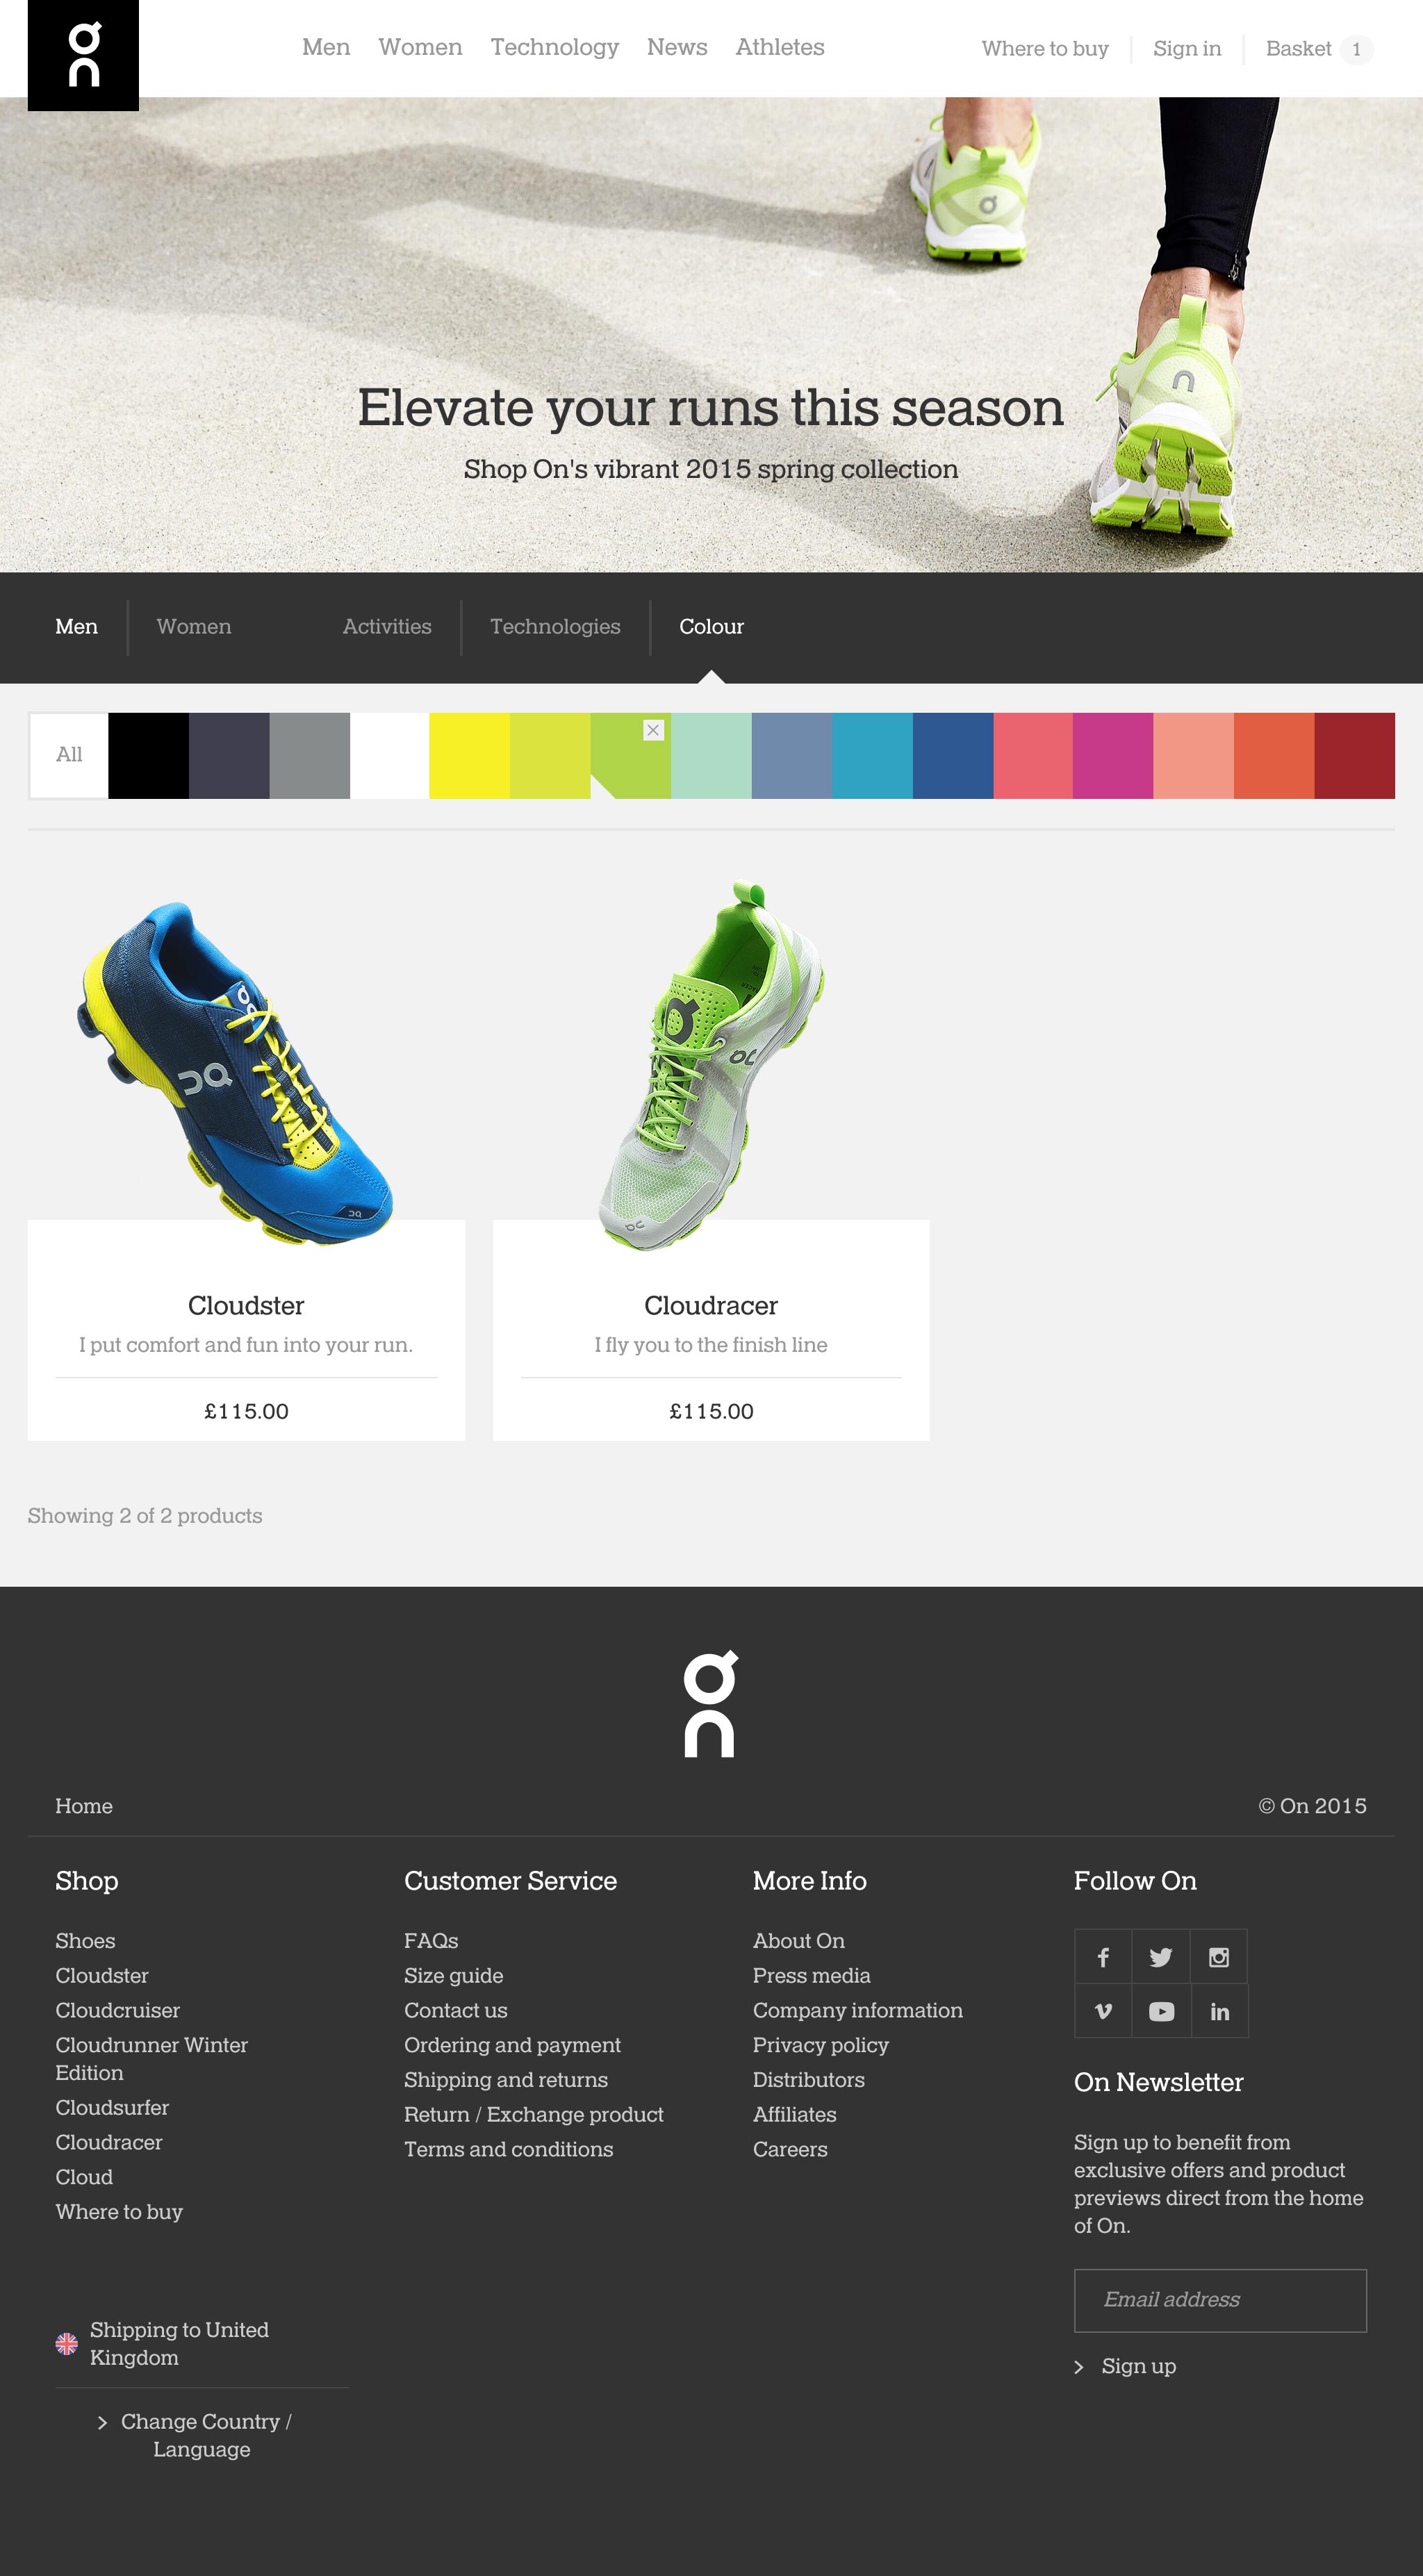 Men Women Technology News Athletes Where to buy Sign in Basket 1
Elevate your runs this season
Shop On's vibrant 2015 spring collection
Men Women Activities Technologies Colour
All
Cloudster
I put comfort and fun into your run.
£115.00
Cloudracer
I fly you to the finish line
£115.00
Showing 2 of 2 products
Home
© On 2015
Shop
Shoes
Cloudster
Cloudcruiser
Cloudrunner Winter
Edition
Cloudsurfer
Cloudracer
Cloud
Where to buy
Customer Service
FAQs
Size guide
Contact us
Ordering and payment
Shipping and returns
Return / Exchange product
Terms and conditions
More Info
About On
Press media
Company information
Privacy policy
Distributors
Affiliates
Careers
Follow On
On Newsletter
Sign up to benefit from
exclusive offers and product
previews direct from the home
of On.
Email address
Sign up
Shipping to United
Kingdom
Change Country /
Language